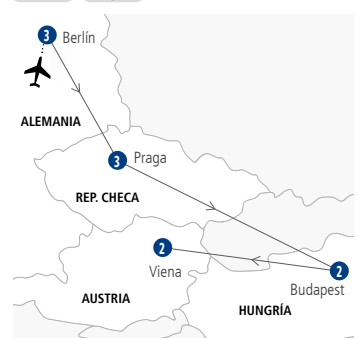 3 Berlín
ALEMANIA
3 Praga
REP. CHECA
2
Viena
2
Budapest
AUSTRIA
HUNGRÍA